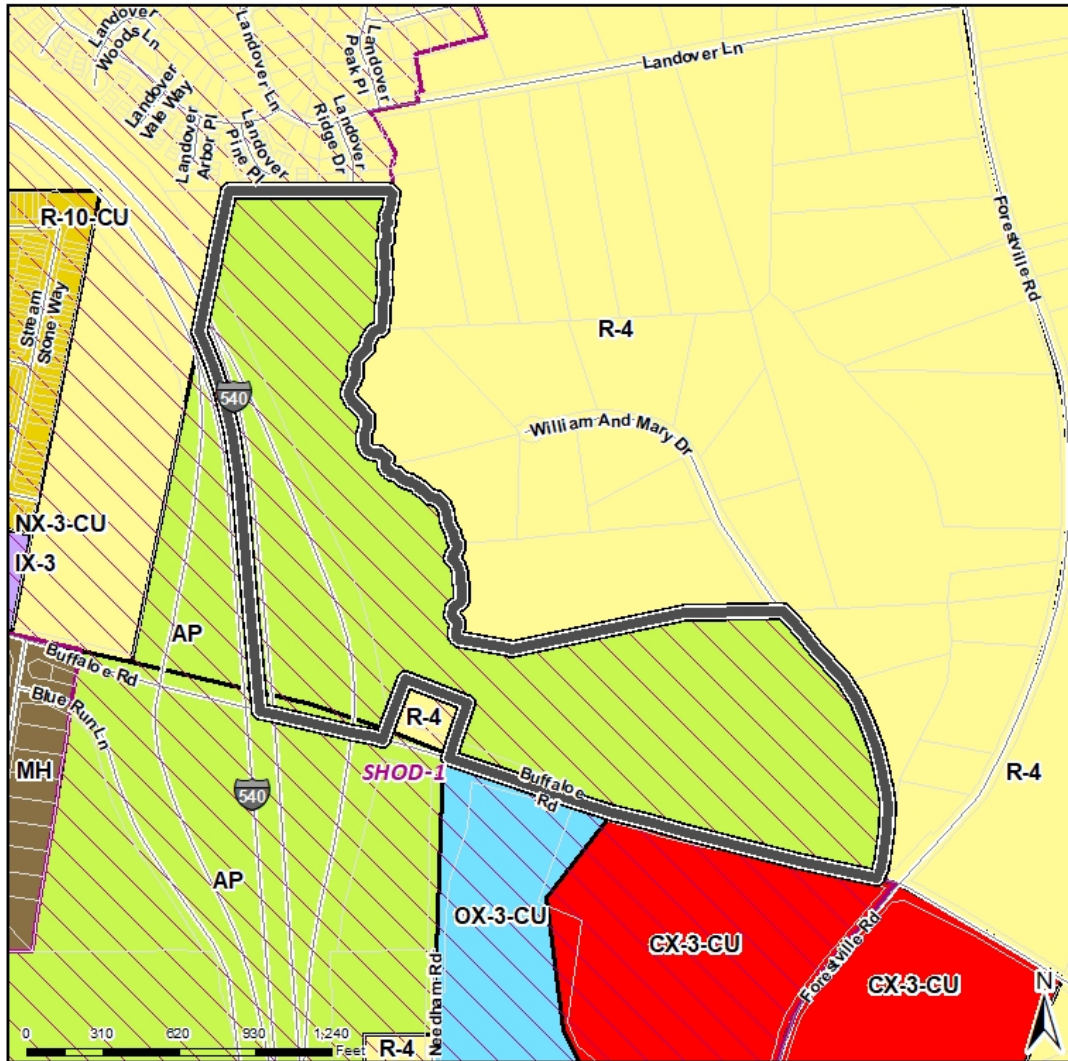 Landover
Woods Ln
Landover
Vale Way
Landover
Arbor Pl
Landover Ln
Landover
Pine Pl
Landover
Ridge Dr
Landover
Peak Pl
Landover Ln
Forestville Rd
R-10-CU
Stream
Stone Way
540
R-4
William And Mary Dr
NX-3-CU
IX-3
AP
Buffaloe Rd
Blue Run Ln
MH
R-4
SHOD-1
540
Buffaloe
Rd
R-4
AP
OX-3-CU
CX-3-CU
Forestville Rd
CX-3-CU
Needham Rd
N
0 310 620 930 1,240
Feet
R-4